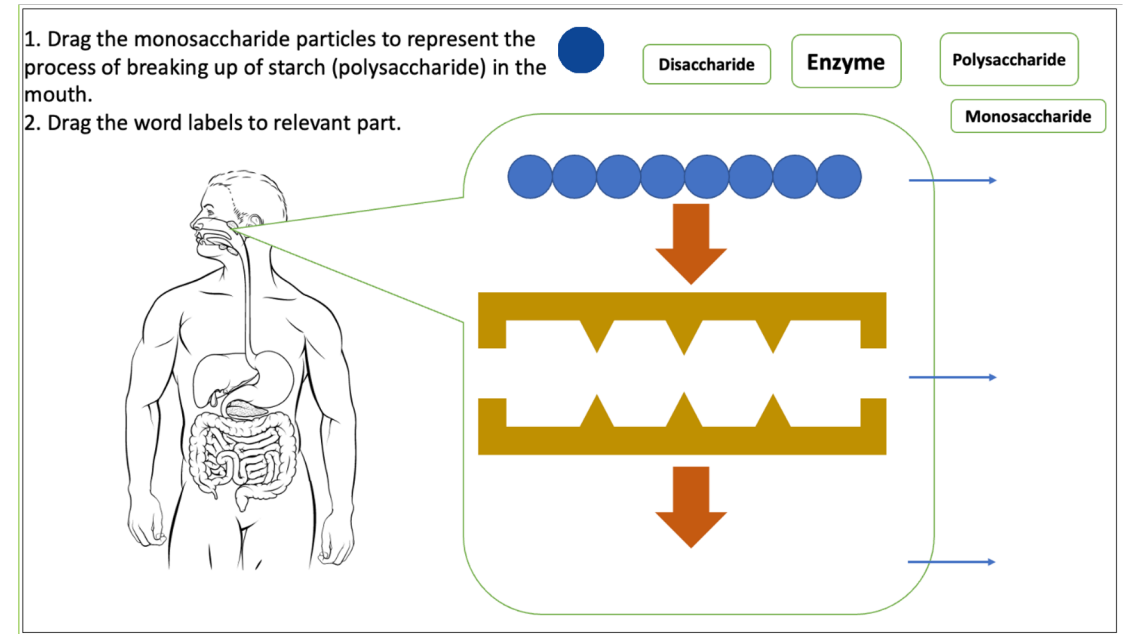 1. Drag the monosaccharide particles to represent the
process of breaking up of starch (polysaccharide) in the
mouth.
2. Drag the word labels to relevant part.
Disaccharide
Enzyme
Polysaccharide
Monosaccharide